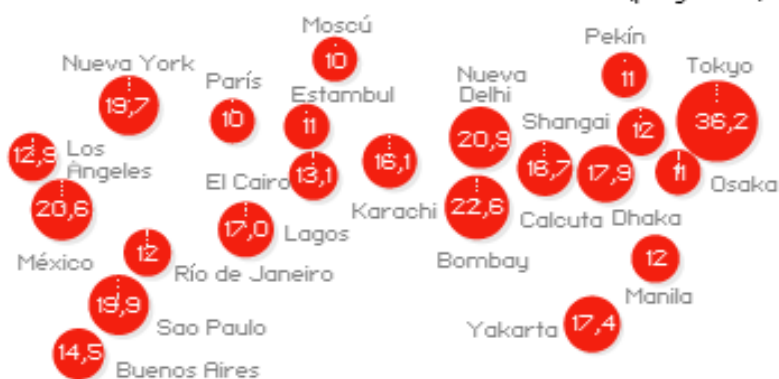 Moscú
10
Pekín
11
Nueva York
19,7
París
10
Nueva
Delhi
20,9
Tokyo
36,2
Estambul
11
Shangai
12
12,9
Los
Ángeles
El Cairo
13,1
16,1
Karachi
16,7
Calcuta
17,9
Dhaka
11
Osaka
20,6
México
17,0
Lagos
22,6
Bombay
12
Río de Janeiro
12
Manila
19,9
Sao Paulo
Yakarta
17,4
14,5
Buenos Aires